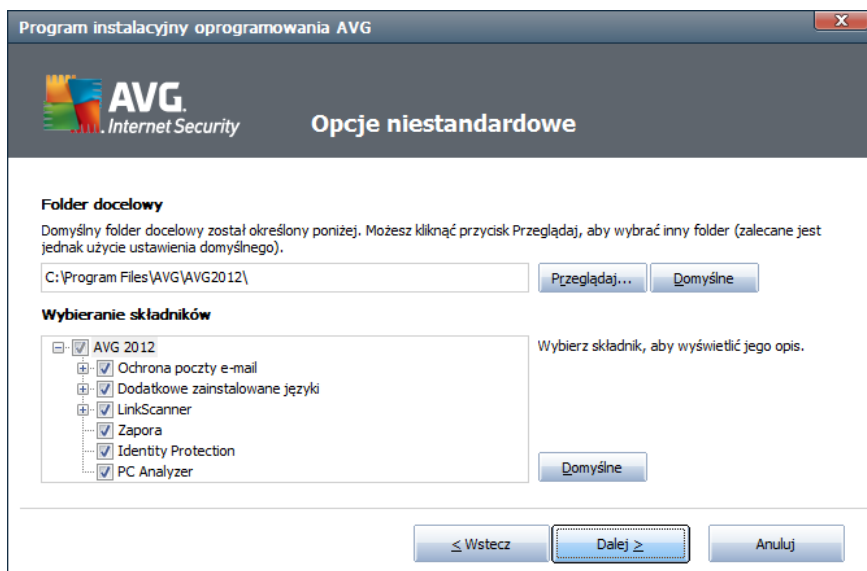 Program instalacyjny oprogramowania AVG
AVG.
Internet Security
Opcje niestandardowe
Folder docelowy
Domyślny folder docelowy został określony poniżej. Możesz kliknąć przycisk Przeglądaj, aby wybrać inny folder (zalecane jest
jednak użycie ustawienia domyślnego).
C:\Program Files\AVG\AVG2012\
Przeglądaj...
Domyślne
Wybieranie składników
AVG 2012
Wybierz składnik, aby wyświetlić jego opis.
Ochrona poczty e-mail
Dodatkowe zainstalowane języki
LinkScanner
Zapora
Identity Protection
PC Analyzer
Domyślne
< Wstecz
Dalej >
Anuluj